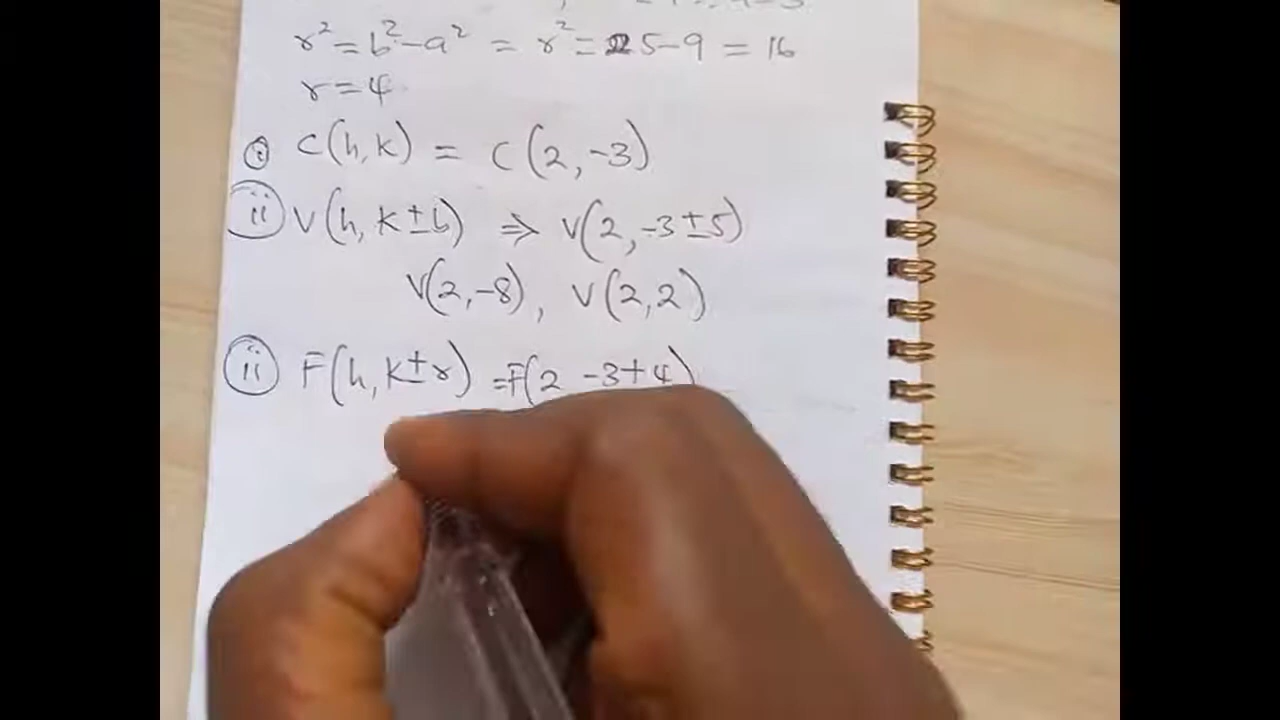 r² = b² - a² = r² = 25 - 9 = 16
r = 4
i C(h, k) = C(2, -3)
ii V(h, k ± b) ⇒ V(2, -3 ± 5)
V(2, -8), V(2, 2)
ii F(h, k ± r) = F(2 -3 + 4)